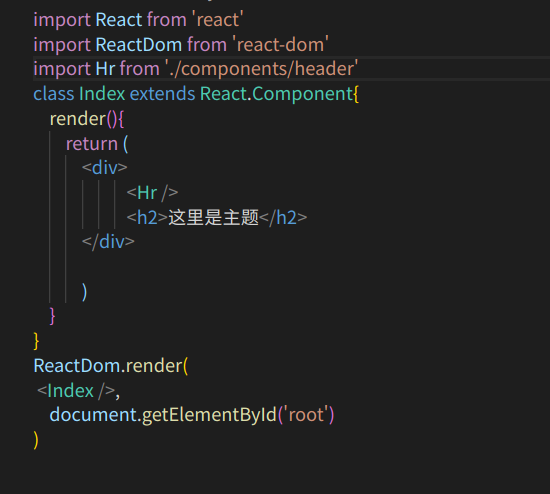 import React from 'react'
import ReactDom from 'react-dom'
import Hr from './components/header'
class Index extends React.Component{
render(){
return (
<div>
<Hr />
<h2>这里是主题</h2>
</div>
)
}
}
ReactDom.render(
<Index />,
document.getElementById('root')
)